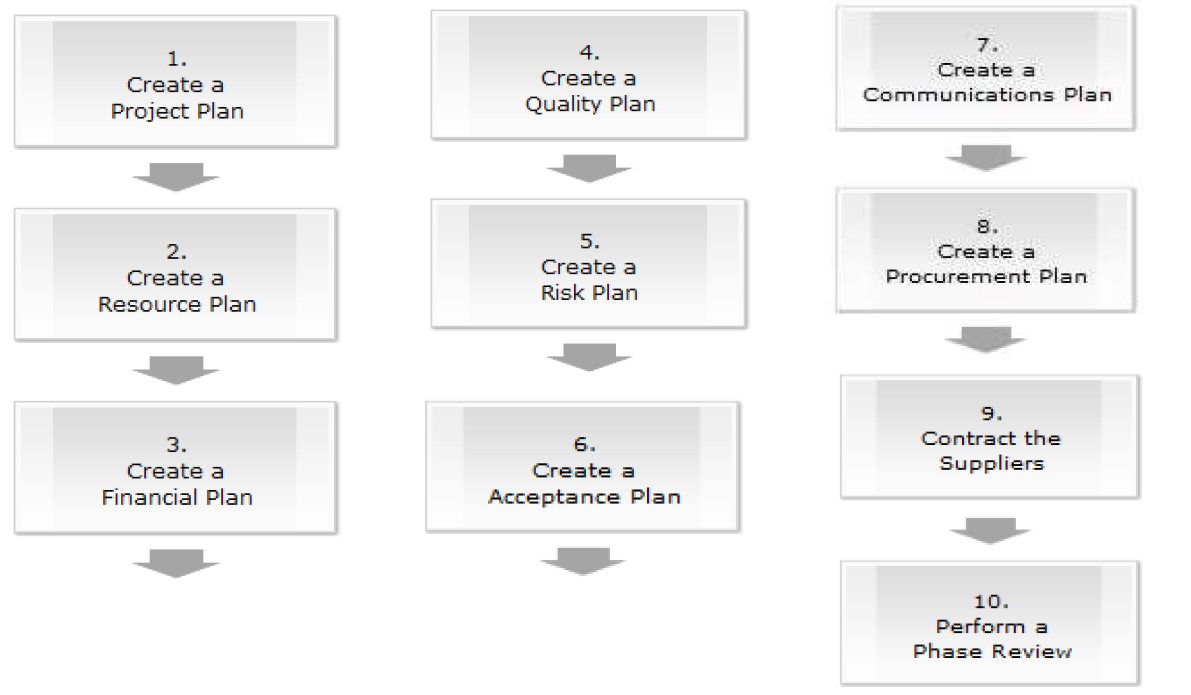 1.
Create a
Project Plan
2.
Create a
Resource Plan
3.
Create a
Financial Plan
4.
Create a
Quality Plan
5.
Create a
Risk Plan
6.
Create a
Acceptance Plan
7.
Create a
Communications Plan
8.
Create a
Procurement Plan
9.
Contract the
Suppliers
10.
Perform a
Phase Review